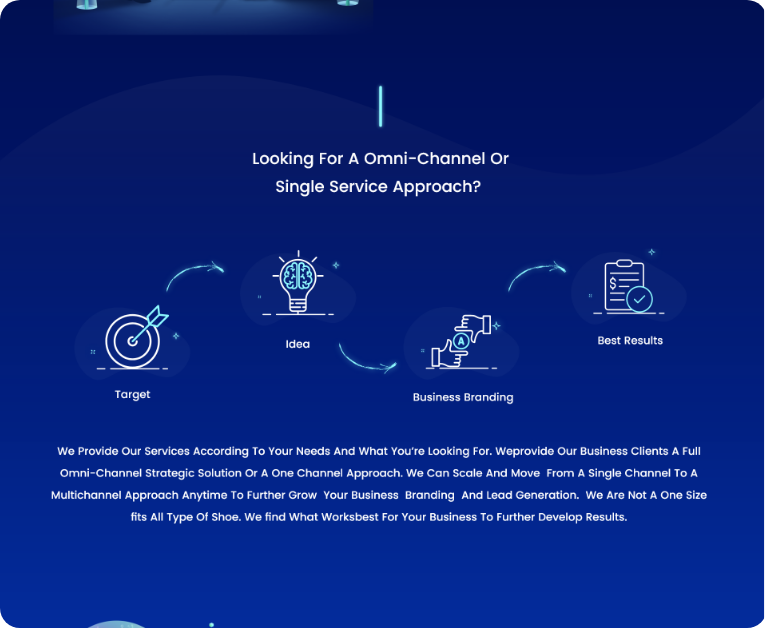 Looking For A Omni-Channel Or
Single Service Approach?
$
A
Idea
Best Results
Target
Business Branding
We Provide Our Services According To Your Needs And What You're Looking For. Weprovide Our Business Clients A Full
Omni-Channel Strategic Solution Or A One Channel Approach. We Can Scale And Move From A Single Channel To A
Multichannel Approach Anytime To Further Grow Your Business Branding And Lead Generation. We Are Not A One Size
fits All Type Of Shoe. We find What Worksbest For Your Business To Further Develop Results.